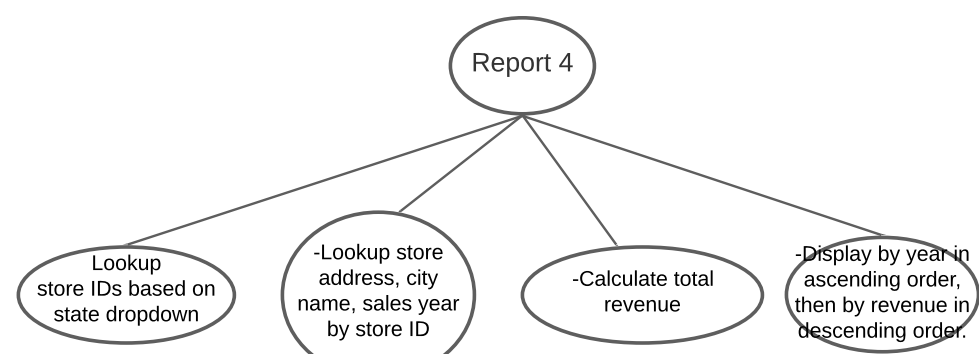 Report 4
Lookup
store IDs based on
state dropdown
-Lookup store
address, city
name, sales year
by store ID
-Calculate total
revenue
-Display by year in
ascending order,
then by revenue in
descending order.